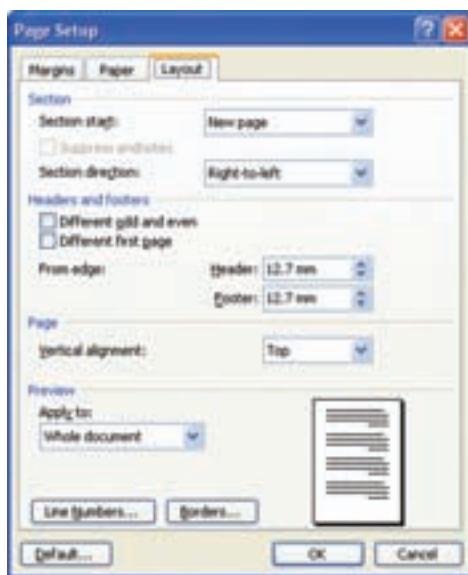 Page Setup
Margins Paper Layout
Section
Section start: New page
Suppress endnotes
Section direction: Right-to-left
Headers and footers
Different odd and even
Different first page
From edge: Header: 12.7 mm
Footer: 12.7 mm
Page
Vertical alignment: Top
Preview
Apply to:
Whole document
Line Numbers... Borders...
Default... OK Cancel